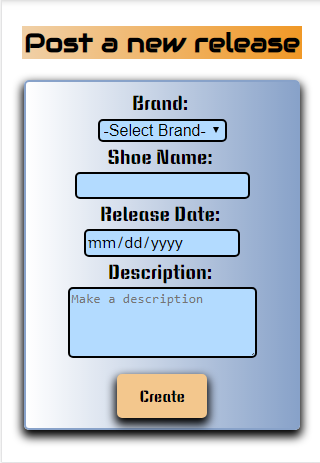 Post a new release
Brand:
-Select Brand-
Shoe Name:
Release Date:
mm/dd/yyyy
Description:
Make a description
Create